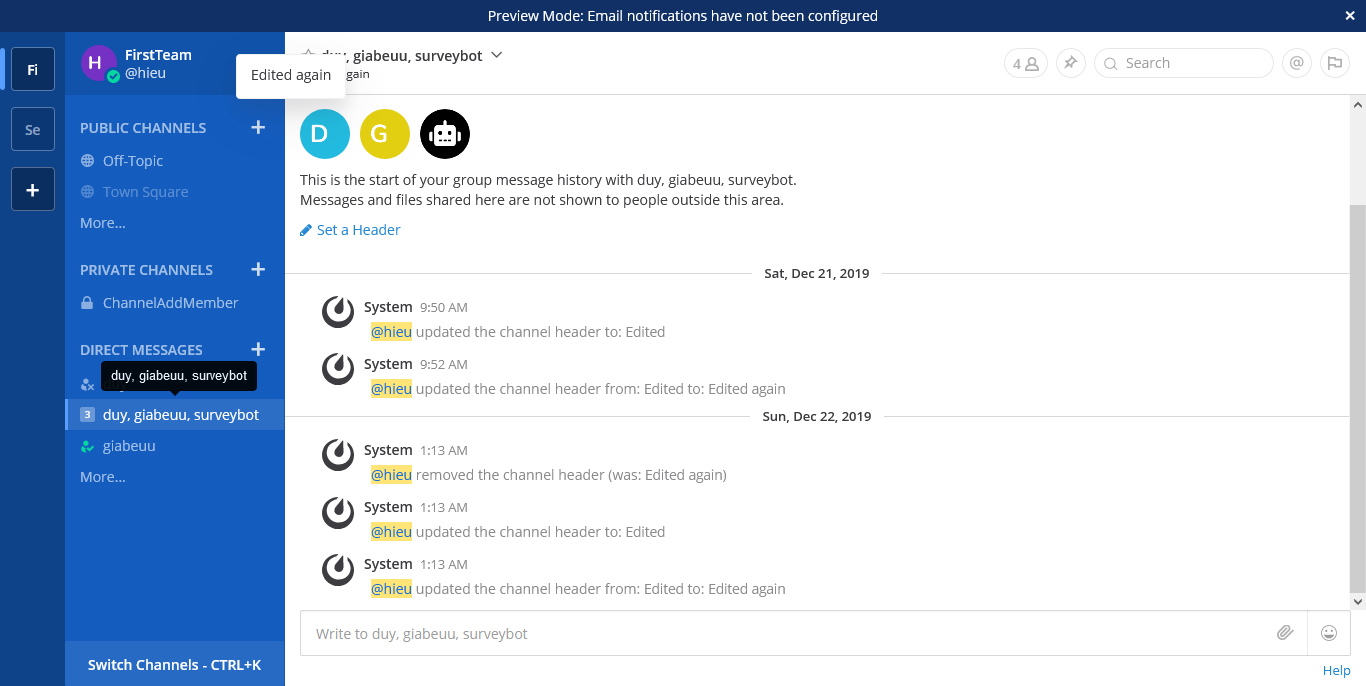 Preview Mode: Email notifications have not been configured
Fi
Se
H
FirstTeam
@hieu
PUBLIC CHANNELS
Off-Topic
Town Square
More...
PRIVATE CHANNELS
ChannelAddMember
DIRECT MESSAGES
duy, giabeuu, surveybot
3 duy, giabeuu, surveybot
giabeuu
More...
Switch Channels - CTRL+K
Edited again
duy, giabeuu, surveybot
again
4
Search
@
D G
This is the start of your group message history with duy, giabeuu, surveybot.
Messages and files shared here are not shown to people outside this area.
Set a Header
Sat, Dec 21, 2019
System 9:50 AM
@hieu updated the channel header to: Edited
System 9:52 AM
@hieu updated the channel header from: Edited to: Edited again
Sun, Dec 22, 2019
System 1:13 AM
@hieu removed the channel header (was: Edited again)
System 1:13 AM
@hieu updated the channel header to: Edited
System 1:13 AM
@hieu updated the channel header from: Edited to: Edited again
Write to duy, giabeuu, surveybot
Help